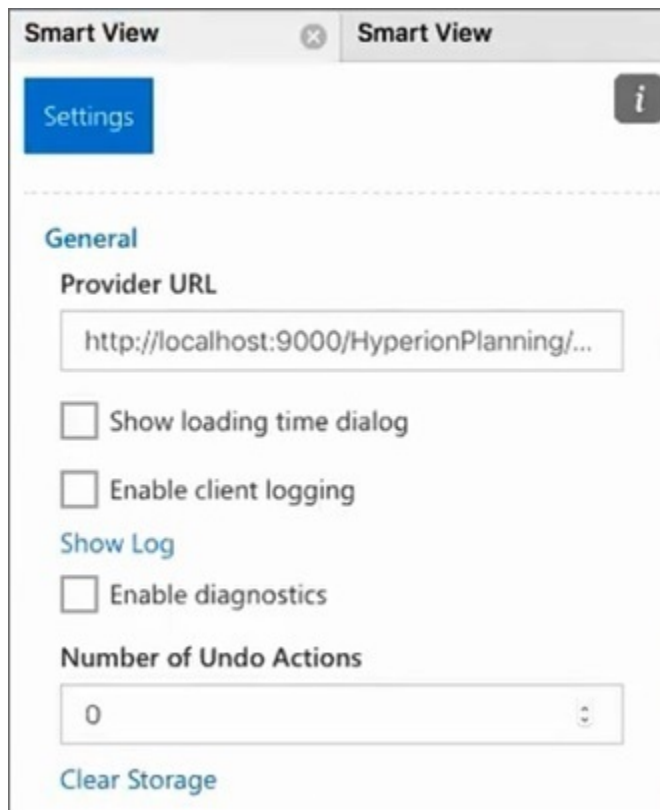 Smart View
Smart View
Settings
i
General
Provider URL
http://localhost:9000/HyperionPlanning/...
Show loading time dialog
Enable client logging
Show Log
Enable diagnostics
Number of Undo Actions
0
Clear Storage